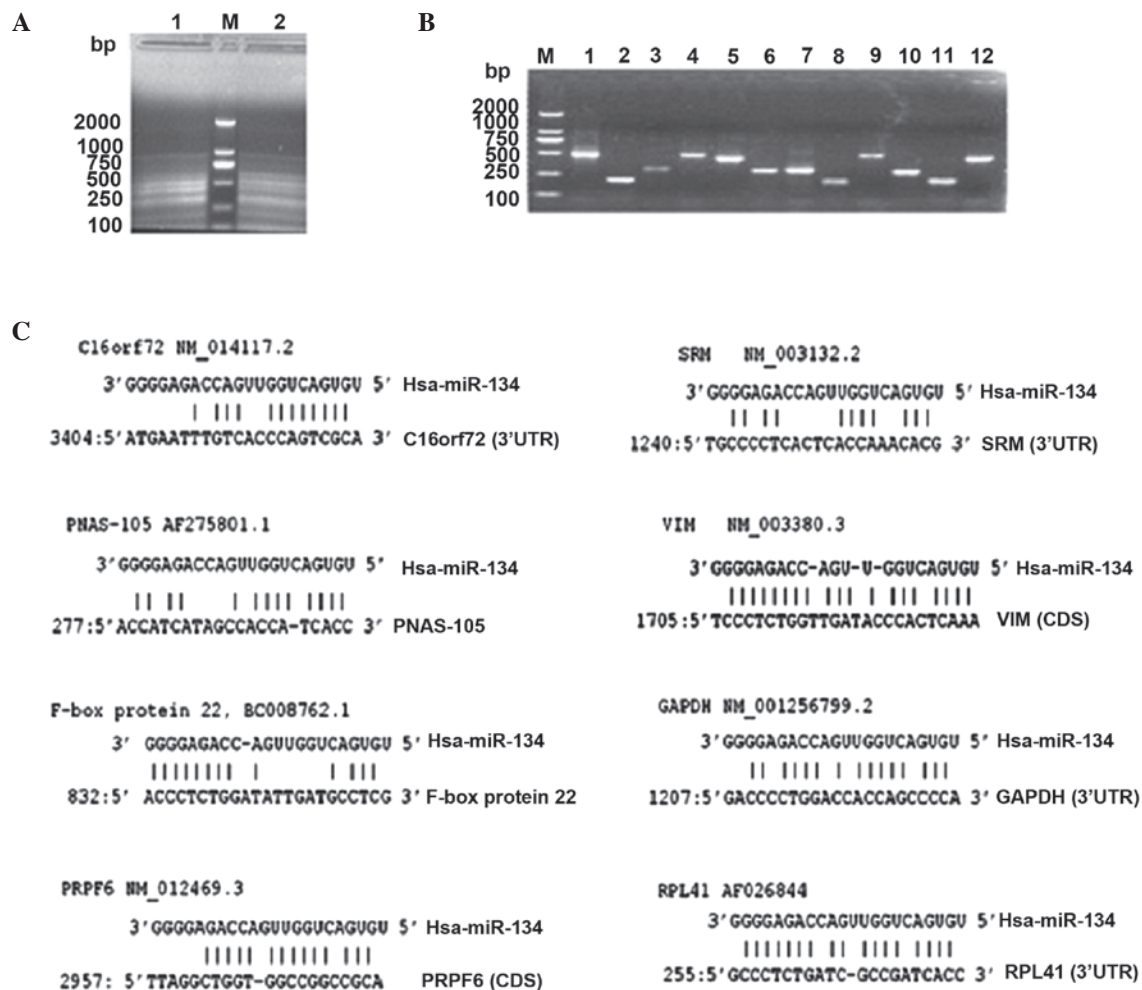 A
1 M 2
bp
2000
1000
750
500
250
100
B
M 1 2 3 4 5 6 7 8 9 10 11 12
bp
2000
1000
750
500
250
100
C
C16orf72 NM_014117.2
3'GGGGAGACCAGUUGGUCAGUGU 5' Hsa-miR-134
3404:5'ATGAATTTGTCACCCAGTCGCA 3' C16orf72 (3'UTR)
SRM NM_003132.2
3'GGGGAGACCAGUUGGUCAGUGU 5' Hsa-miR-134
1240:5'TGCCCCTCACTCACCAAACACG 3' SRM (3'UTR)
PNAS-105 AF275801.1
3'GGGGAGACCAGUUGGUCAGUGU 5' Hsa-miR-134
277:5'ACCATCATAGCCACCA-TCACC 3' PNAS-105
VIM NM_003380.3
3'GGGGAGACC-AGU-U-GGUCAGUGU 5' Hsa-miR-134
1705:5'TCCCTCTGGTTGATACCCACTCAAA VIM (CDS)
F-box protein 22, BC008762.1
3' GGGGAGACC-AGUUGGUCAGUGU 5' Hsa-miR-134
832:5' ACCCTCTGGATATTGATGCCTCG 3' F-box protein 22
GAPDH NM_001256799.2
3'GGGGAGACCAGUUGGUCAGUGU 5' Hsa-miR-134
1207:5'GACCCCTGGACCACCAGCCCCA 3' GAPDH (3'UTR)
PRPF6 NM_012469.3
3'GGGGAGACCAGUUGGUCAGUGU 5' Hsa-miR-134
2957: 5'TTAGGCTGGT-GGCCGGCCGCA PRPF6 (CDS)
RPL41 AF026844
3'GGGGAGACCAGUUGGUCAGUGU 5' Hsa-miR-134
255:5'GCCCTCTGATC-GCCGATCACC 3' RPL41 (3'UTR)